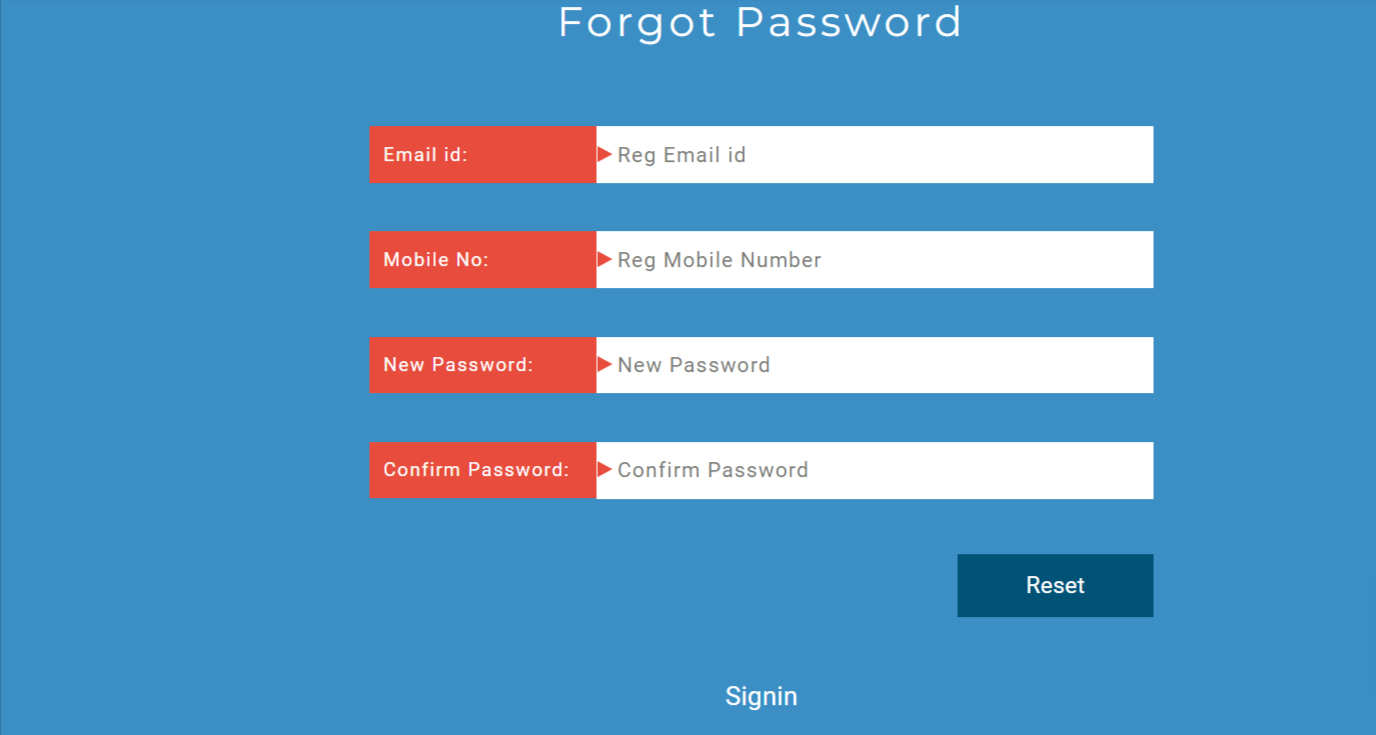 Forgot Password
Email id: Reg Email id
Mobile No: Reg Mobile Number
New Password: New Password
Confirm Password: Confirm Password
Reset
Signin